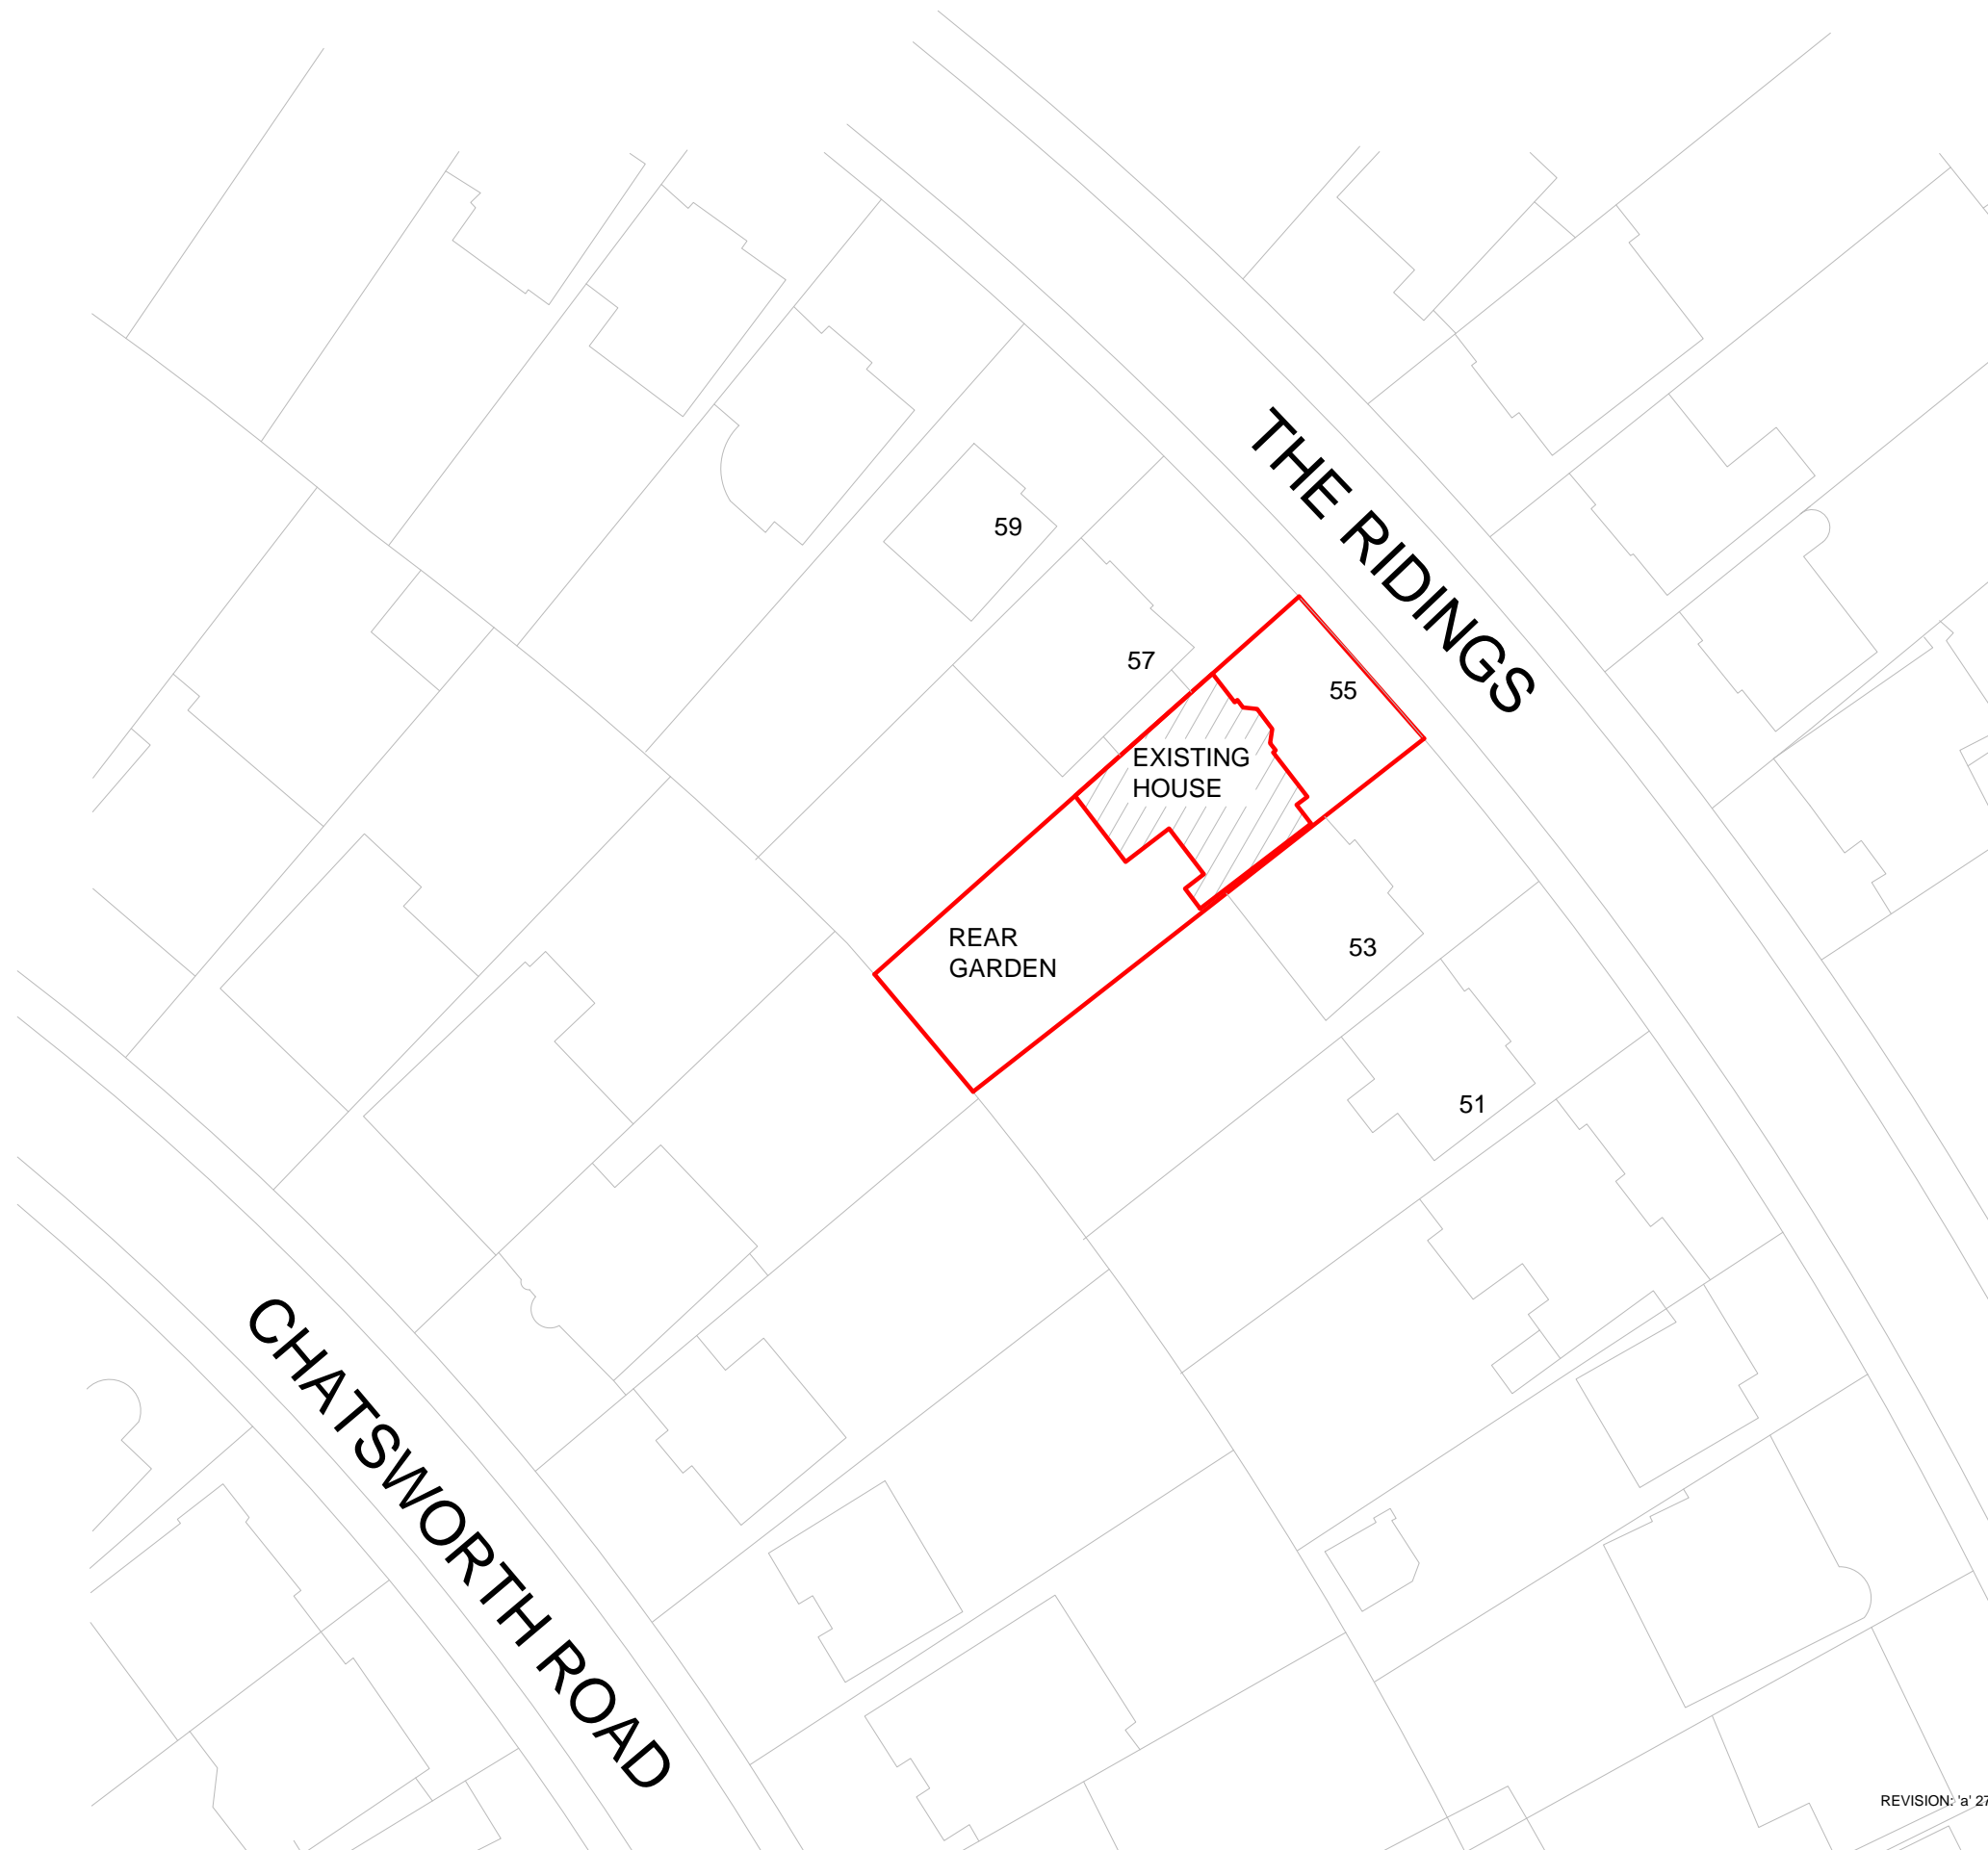 THE RIDINGS
59
57
55
EXISTING
HOUSE
REAR
GARDEN
53
51
CHATSWORTH ROAD
REVISION: 'a' 27